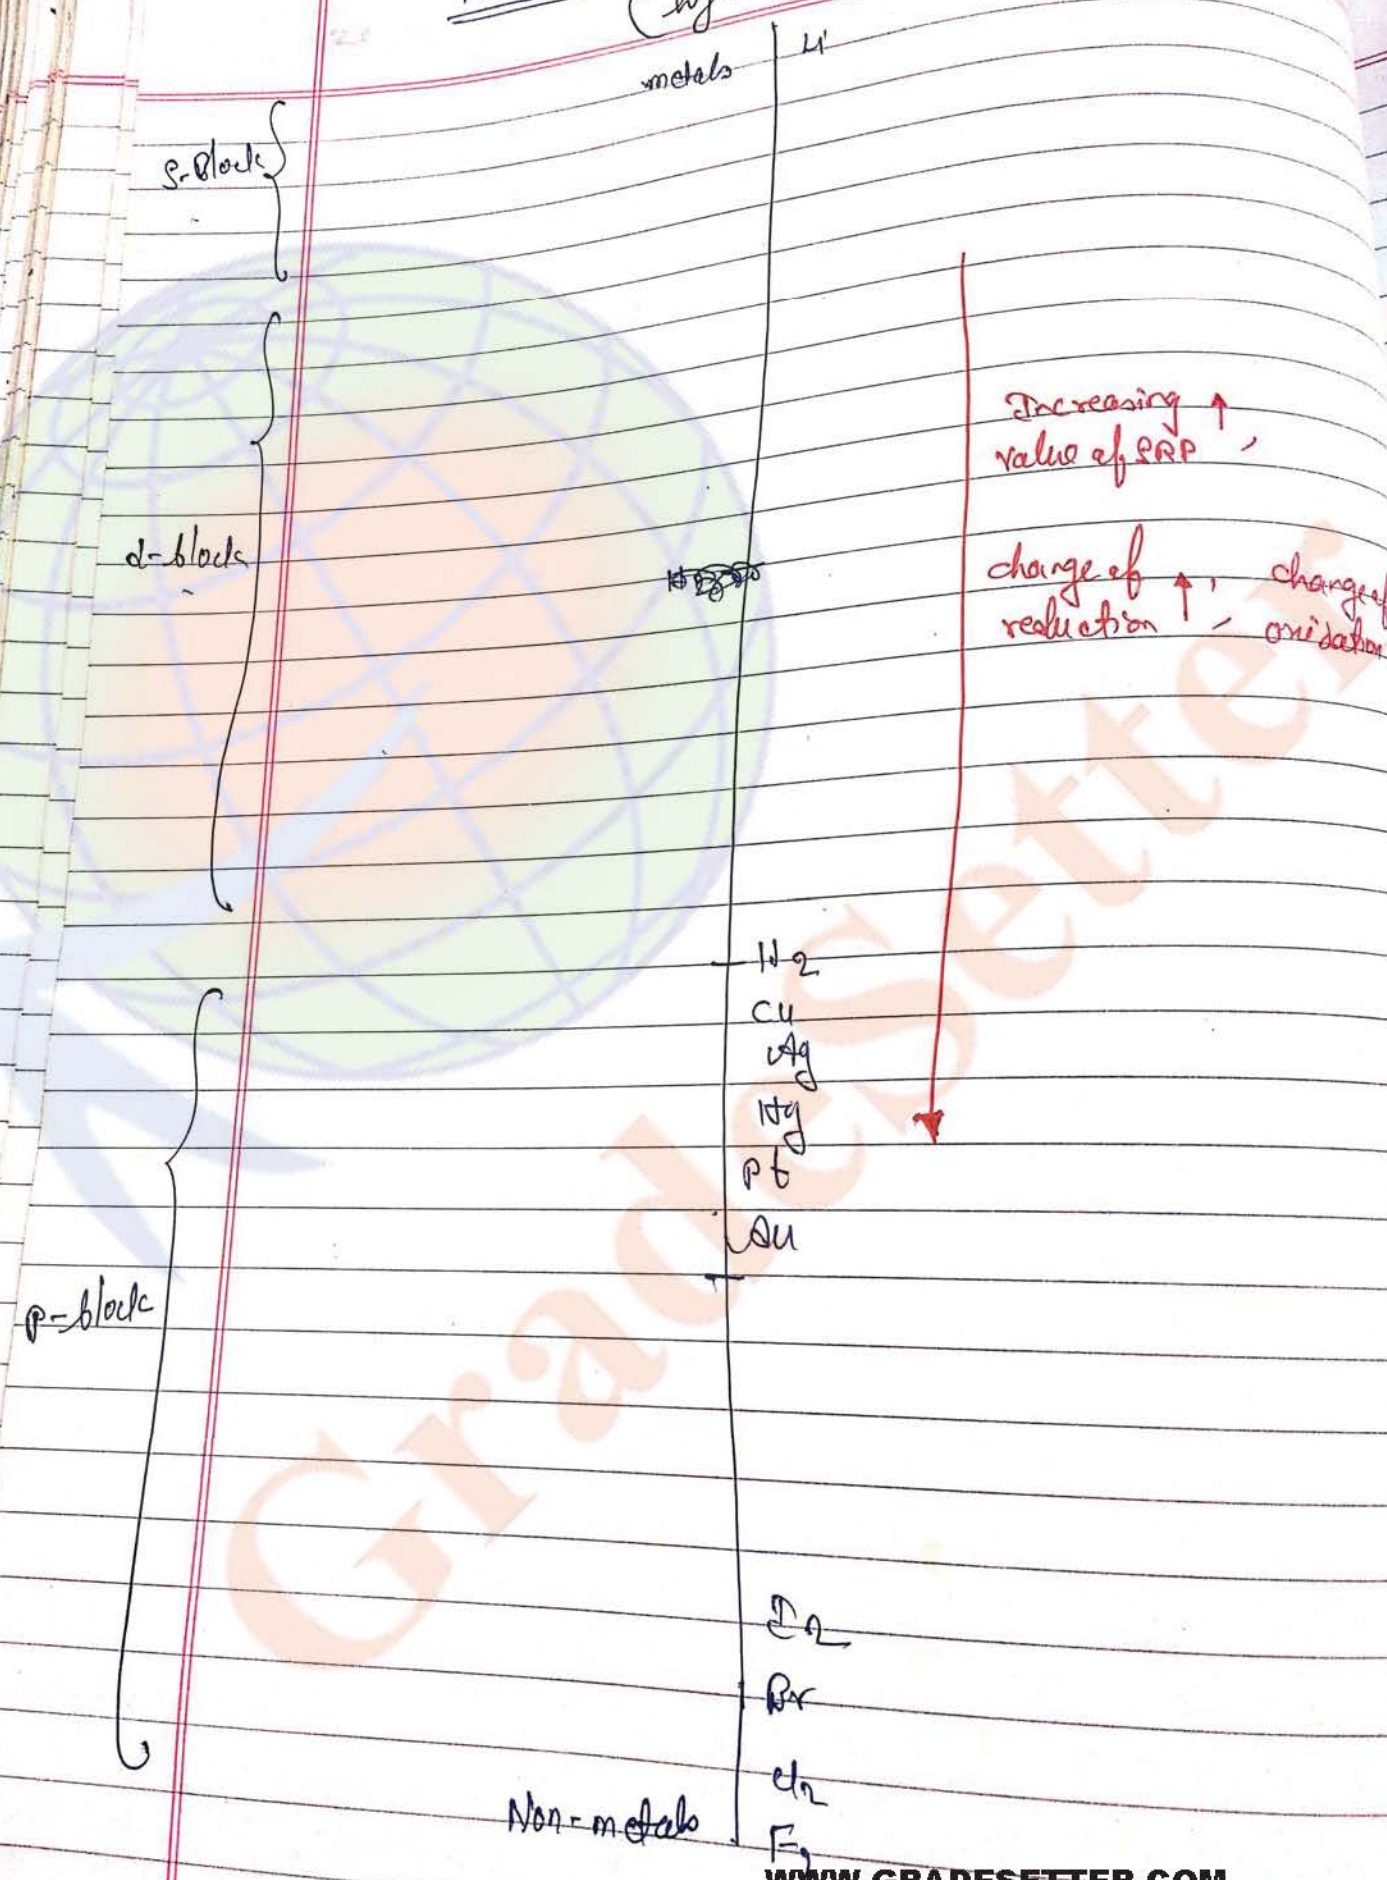 metals
Li
S-Block
Increasing ↑
value of SRP
d-block
change of
reduction ↑
change of
oxidation
H2
Cu
Ag
Hg
Pt
Au
p-block
I2
Br
Cl2
Non-metals
F2
GradeSetter
WWW.GRADESETTER.COM